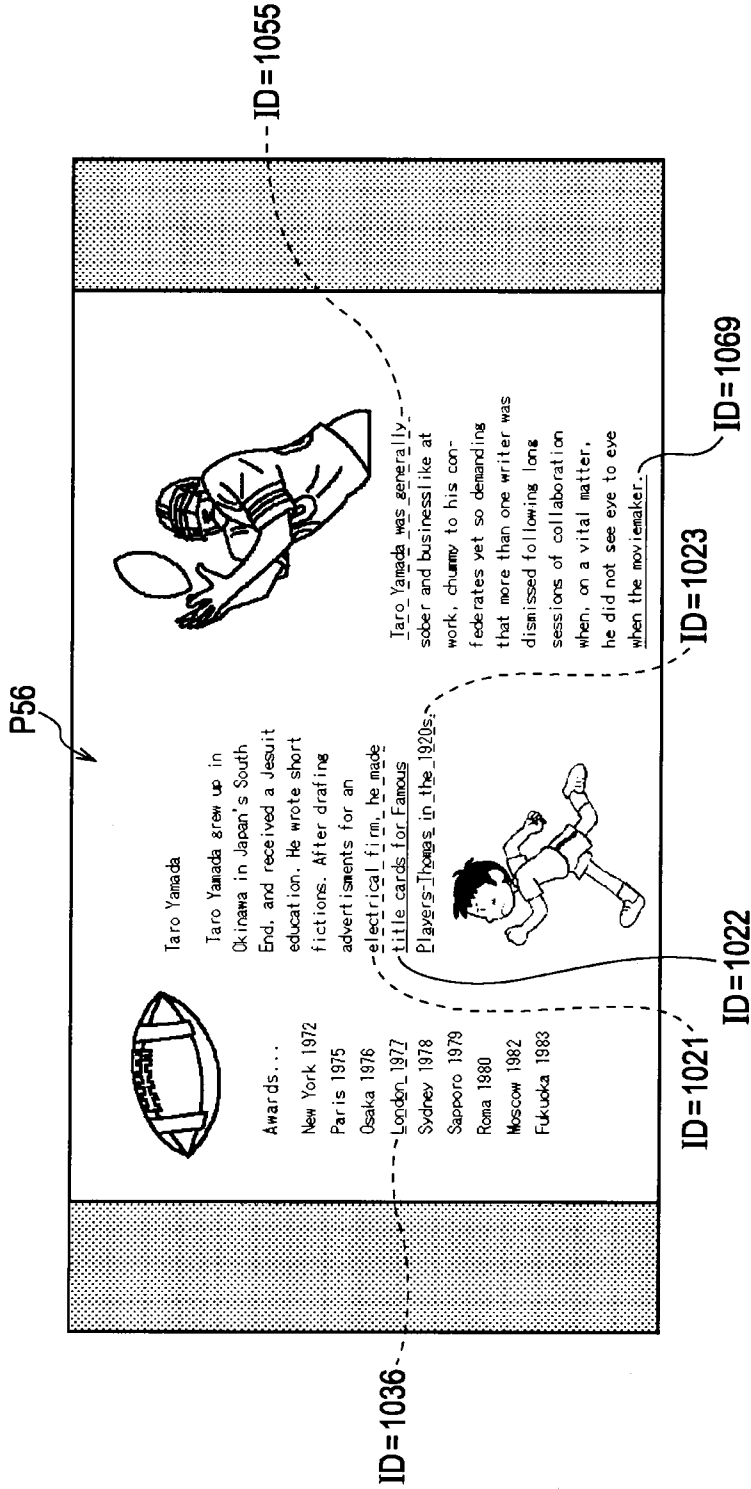 P56
Awards...
New York 1972
Paris 1975
Osaka 1976
London 1977
Sydney 1978
Sapporo 1979
Roma 1980
Moscow 1982
Fukuoka 1983
Taro Yamada
Taro Yamada grew up in
Okinawa in Japan's South
End, and received a Jesuit
education. He wrote short
fictions. After drafing
advertisments for an
electrical firm, he made
title cards for Famous
Players-Thomas in the 1920s.
Taro Yamada was generally
sober and businesslike at
work, chummy to his con-
federates yet so demanding
that more than one writer was
dismissed following long
sessions of collaboration
when, on a vital matter,
he did not see eye to eye
when the moviemaker.
ID=1036
ID=1021
ID=1022
ID=1023
ID=1069
ID=1055